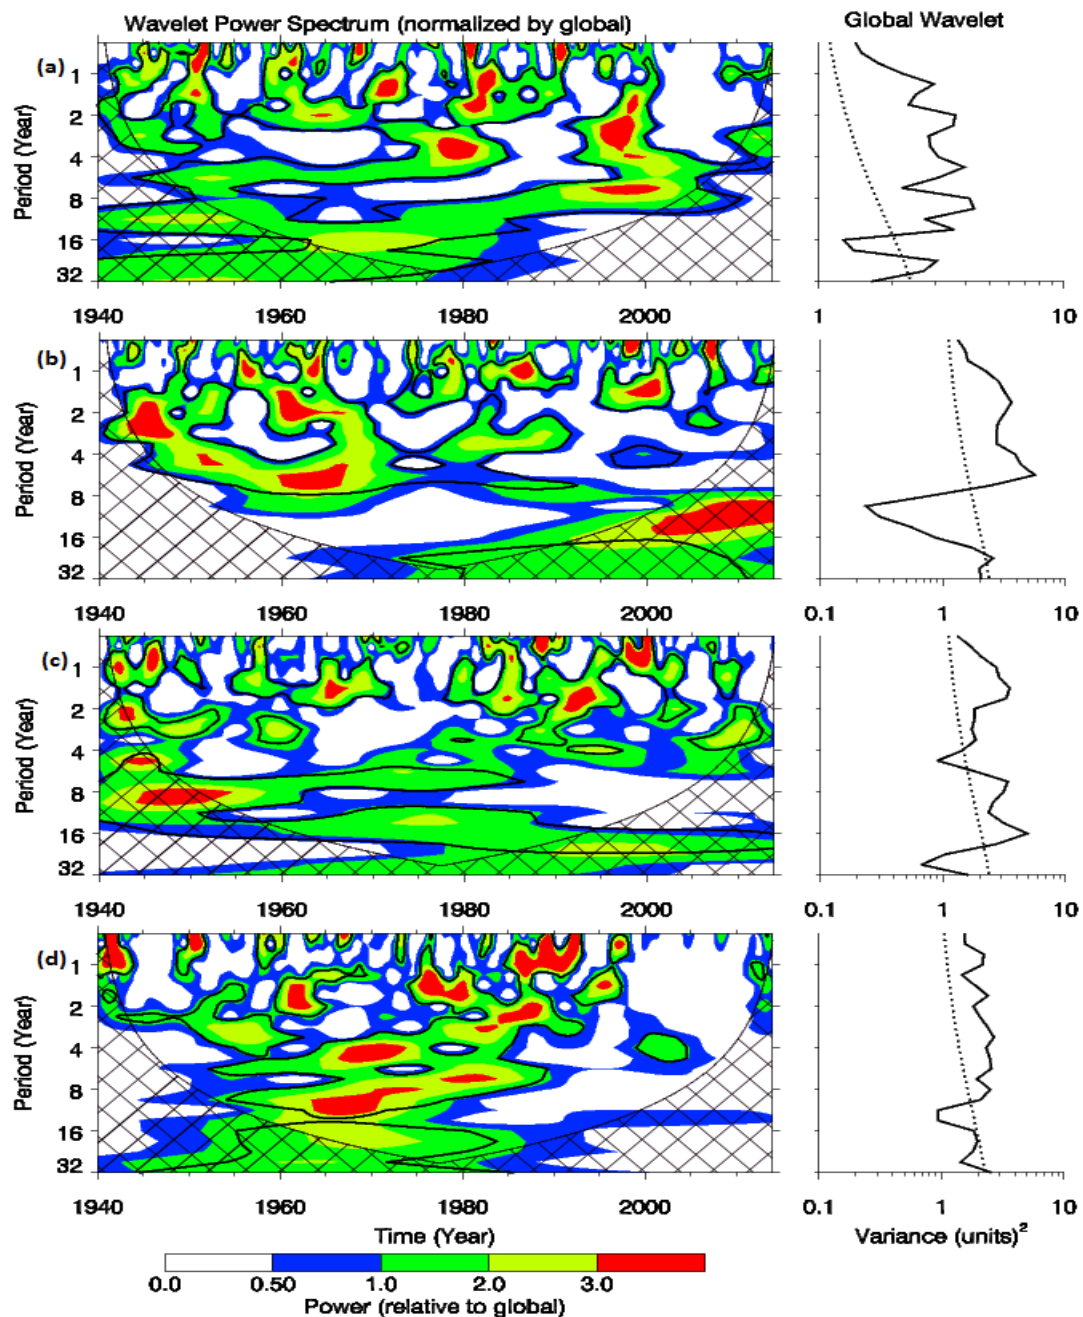 Wavelet Power Spectrum (normalized by global)
Global Wavelet
(a)
Period (Year)
1
2
4
8
16
32
1940 1960 1980 2000
1 10
(b)
Period (Year)
1
2
4
8
16
32
1940 1960 1980 2000
0.1 1 10
(c)
Period (Year)
1
2
4
8
16
32
1940 1960 1980 2000
0.1 1 10
(d)
Period (Year)
1
2
4
8
16
32
1940 1960 1980 2000
0.1 1 10
Time (Year)
Variance (units)²
0.0 0.50 1.0 2.0 3.0
Power (relative to global)